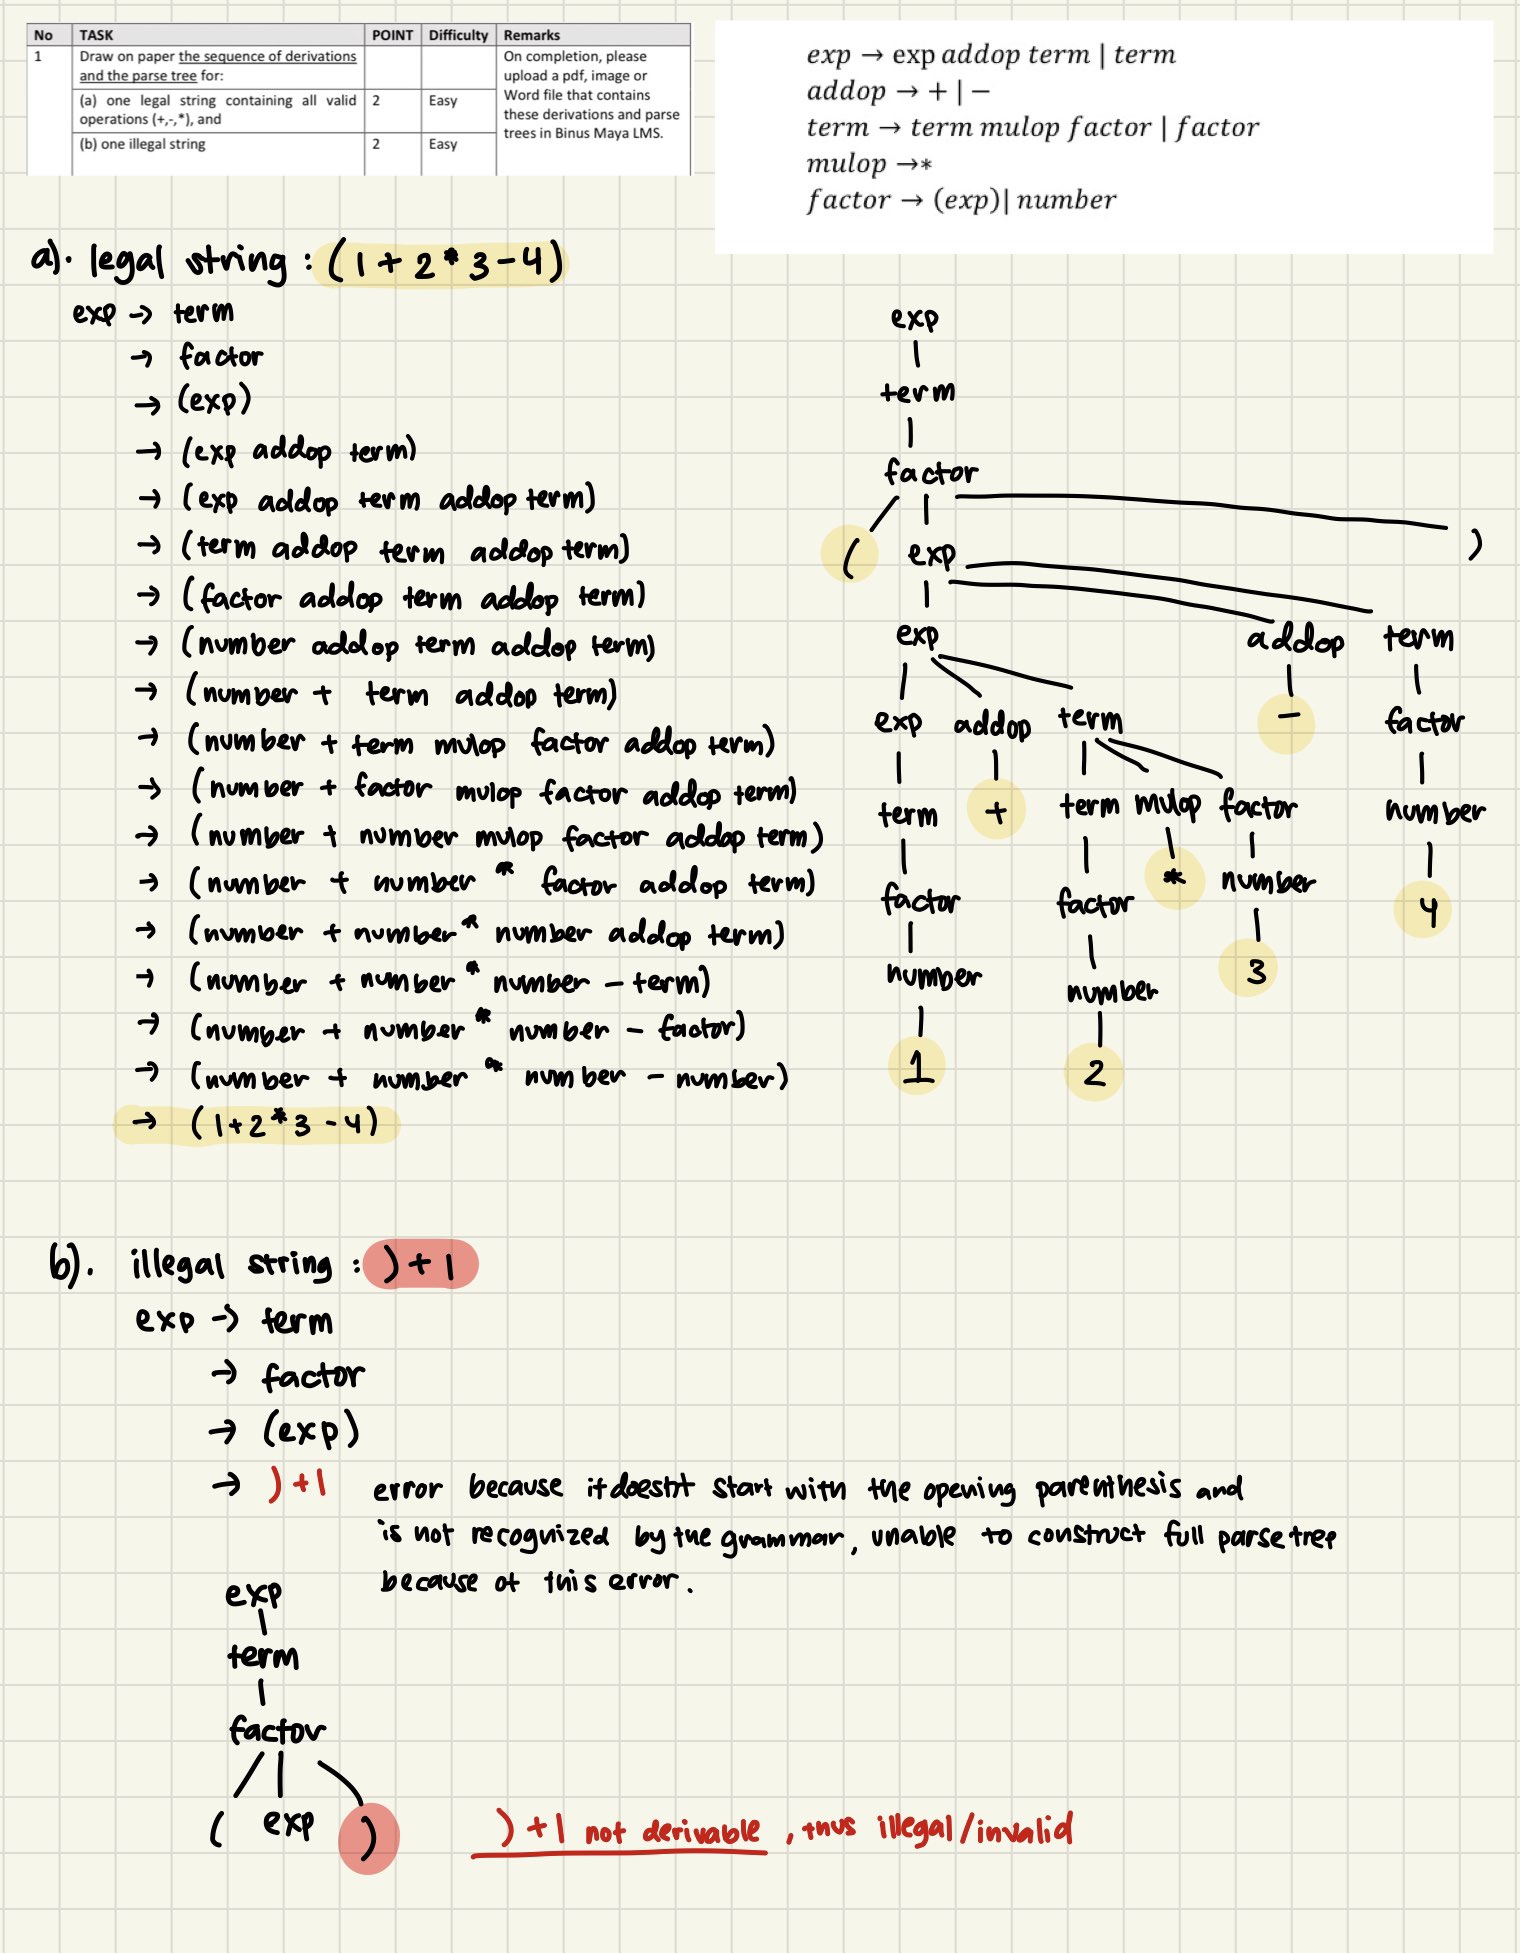 No TASK POINT Difficulty Remarks
1 Draw on paper the sequence of derivations and the parse tree for:
(a) one legal string containing all valid operations (+,-,*), and 2 Easy
(b) one illegal string 2 Easy
On completion, please
upload a pdf, image or
Word file that contains
these derivations and parse
trees in Binus Maya LMS.
exp → exp addop term | term
addop → + | −
term → term mulop factor | factor
mulop →*
factor → (exp)| number
a). legal string : (1 + 2 * 3 - 4)
exp → term
→ factor
→ (exp)
→ (exp addop term)
→ (exp addop term addop term)
→ (term addop term addop term)
→ (factor addop term addop term)
→ (number addop term addop term)
→ (number + term addop term)
→ (number + term mulop factor addop term)
→ (number + factor mulop factor addop term)
→ (number + number mulop factor addop term)
→ (number + number * factor addop term)
→ (number + number * number addop term)
→ (number + number * number - term)
→ (number + number * number - factor)
→ (number + number * number - number)
→ (1+2*3-4)
exp
term
factor
( exp )
exp addop term
exp addop term - factor
term + term mulop factor number
factor factor * number 4
number number 3
1 2
b). illegal string : )+1
exp → term
→ factor
→ (exp)
→ )+1 error because it doesn't start with the opening parenthesis and
is not recognized by the grammar, unable to construct full parse tree
because of this error.
exp
term
factor
( exp )
)+1 not derivable, thus illegal/invalid